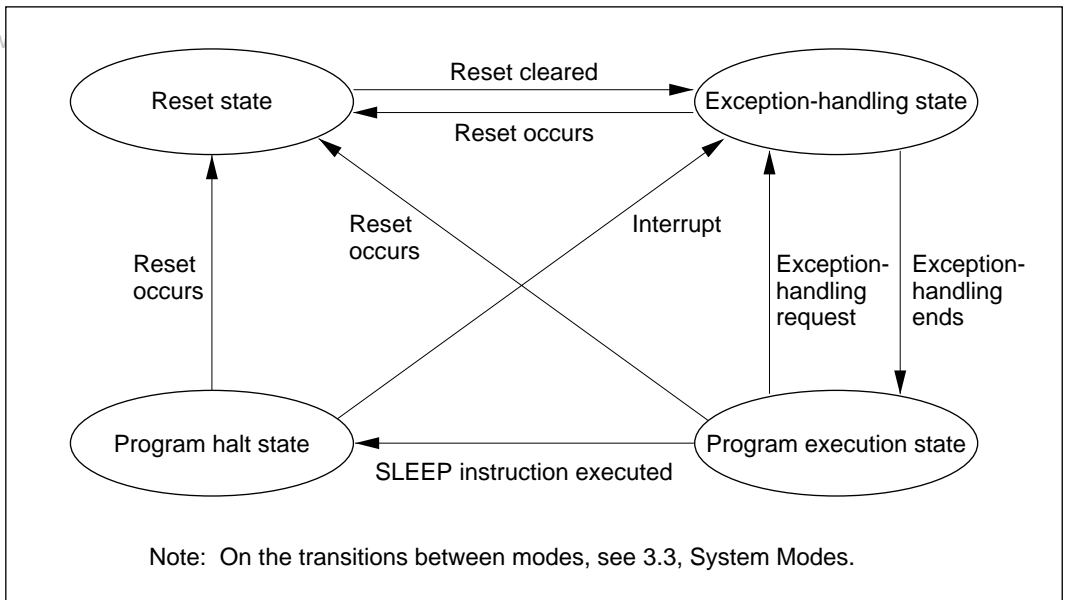 Reset cleared
Reset state
Exception-handling state
Reset occurs
Reset
occurs
Interrupt
Reset
occurs
Exception-
handling
request
Exception-
handling
ends
Program halt state
Program execution state
SLEEP instruction executed
Note: On the transitions between modes, see 3.3, System Modes.